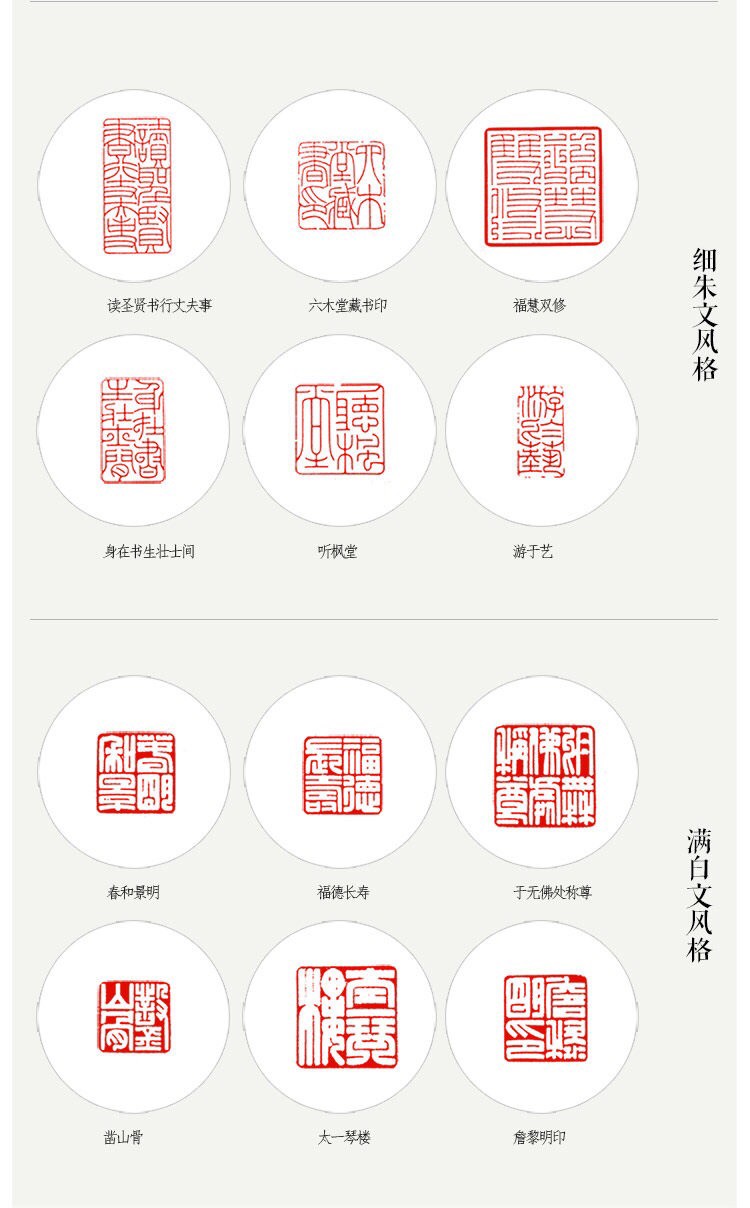 读圣贤书行丈夫事
六木堂藏书印
福慧双修
细朱文风格
身在书生壮士间
听枫堂
游于艺
春和景明
福德长寿
于无佛处称尊
满白文风格
凿山骨
太一琴楼
詹黎明印